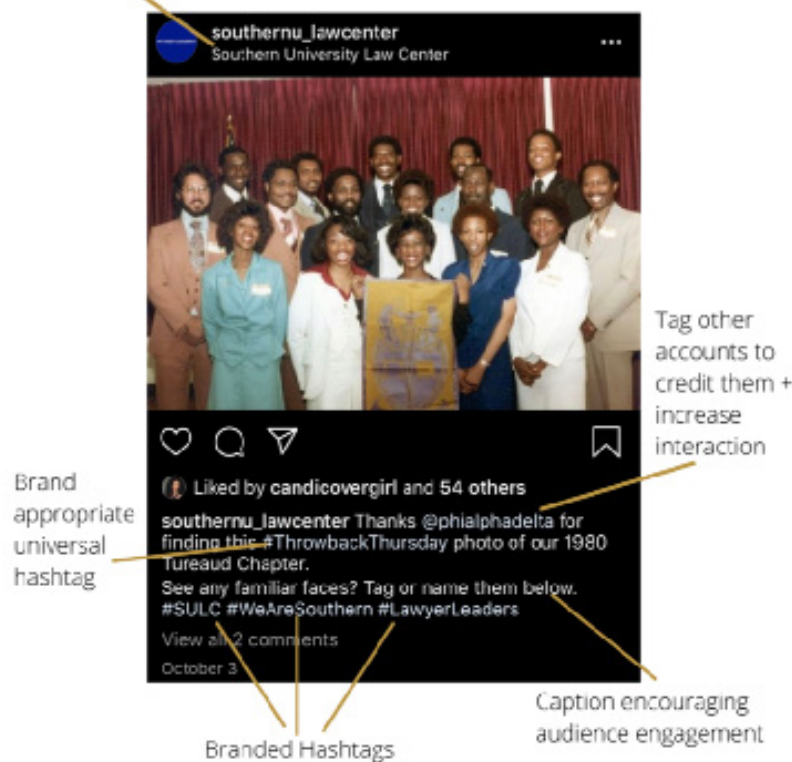 southernu_lawcenter
Southern University Law Center
Tag other
accounts to
credit them +
increase
interaction
Liked by candicovergirl and 54 others
southernu_lawcenter Thanks @phialphadelta for
finding this #ThrowbackThursday photo of our 1980
Tureaud Chapter.
See any familiar faces? Tag or name them below.
#SULC #WeAreSouthern #LawyerLeaders
View all 2 comments
October 3
Brand
appropriate
universal
hashtag
Caption encouraging
audience engagement
Branded Hashtags